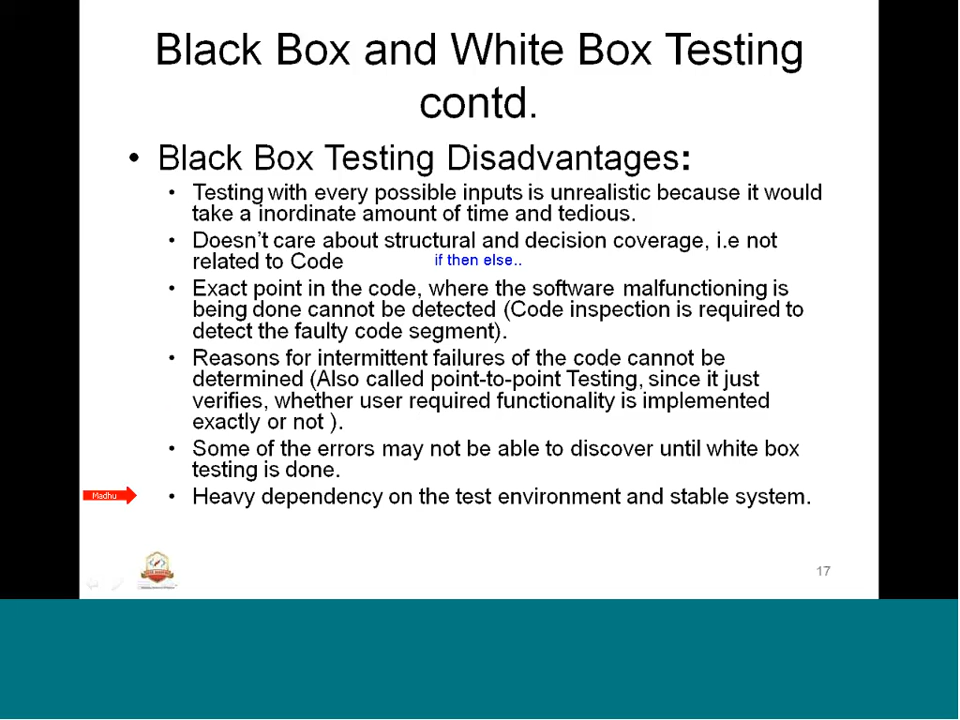 Black Box and White Box Testing
contd.
• Black Box Testing Disadvantages:
• Testing with every possible inputs is unrealistic because it would
take a inordinate amount of time and tedious.
• Doesn't care about structural and decision coverage, i.e not
related to Code
if then else..
• Exact point in the code, where the software malfunctioning is
being done cannot be detected (Code inspection is required to
detect the faulty code segment).
• Reasons for intermittent failures of the code cannot be
determined (Also called point-to-point Testing, since it just
verifies, whether user required functionality is implemented
exactly or not ).
• Some of the errors may not be able to discover until white box
testing is done.
Madhu
• Heavy dependency on the test environment and stable system.
17